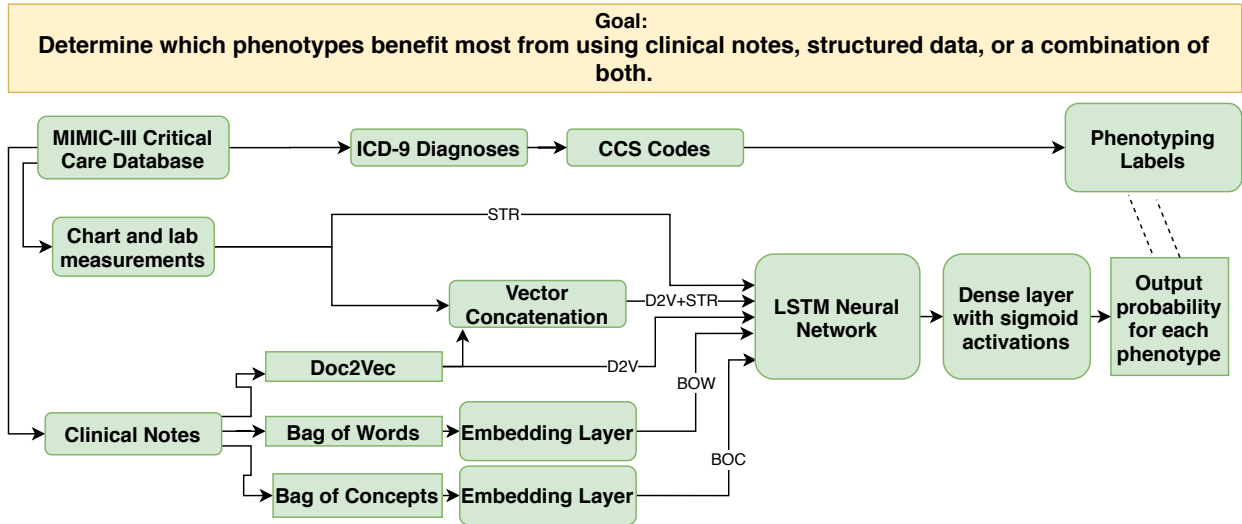 Goal:
Determine which phenotypes benefit most from using clinical notes, structured data, or a combination of
both.
MIMIC-III Critical
Care Database
ICD-9 Diagnoses
CCS Codes
Phenotyping
Labels
Chart and lab
measurements
STR
Vector
Concatenation
D2V+STR
LSTM Neural
Network
Dense layer
with sigmoid
activations
Output
probability
for each
phenotype
Doc2Vec
D2V
BOW
Clinical Notes
Bag of Words
Embedding Layer
BOC
Bag of Concepts
Embedding Layer